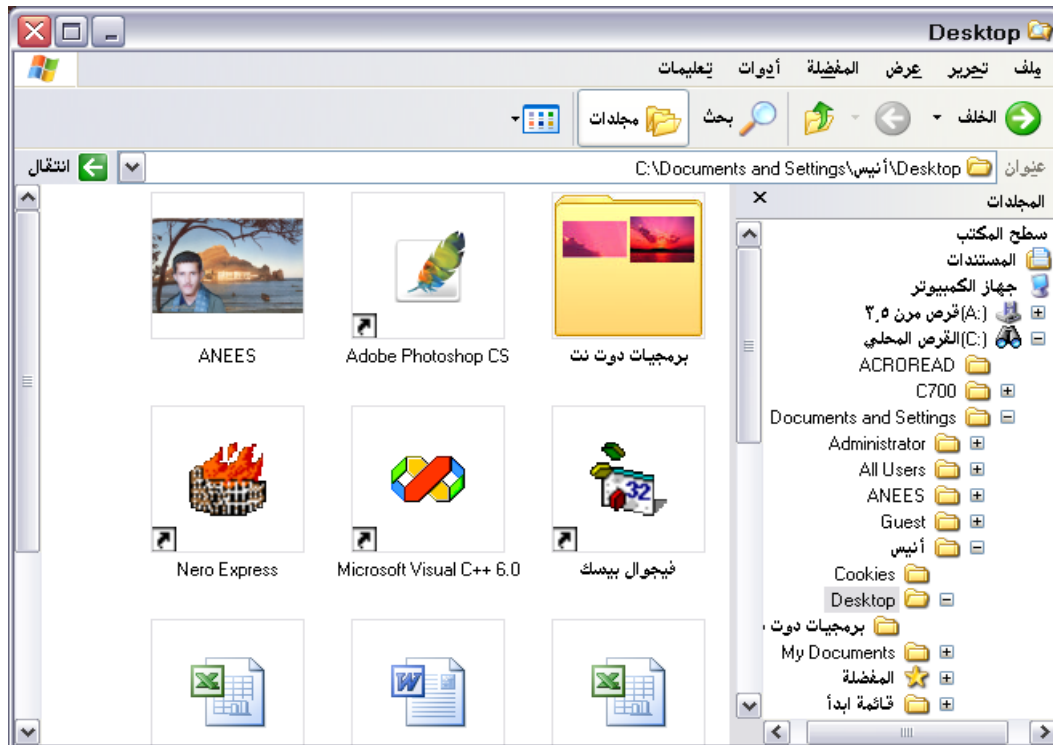 Desktop
ملف تحرير عرض المفضلة أدوات تعليمات
الخلف بحث مجلدات
عنوان C:\Documents and Settings\أنيس\Desktop انتقال
المجلدات
سطح المكتب
المستندات
جهاز الكمبيوتر
(A:)قرص مرن ٣٫٥
(C:)القرص المحلي
ACROREAD
C700
Documents and Settings
Administrator
All Users
ANEES
Guest
أنيس
Cookies
Desktop
برمجيات دوت
My Documents
المفضلة
قائمة ابدأ
برمجيات دوت نت
Adobe Photoshop CS
ANEES
32
فيجوال بيسك
Microsoft Visual C++ 6.0
Nero Express